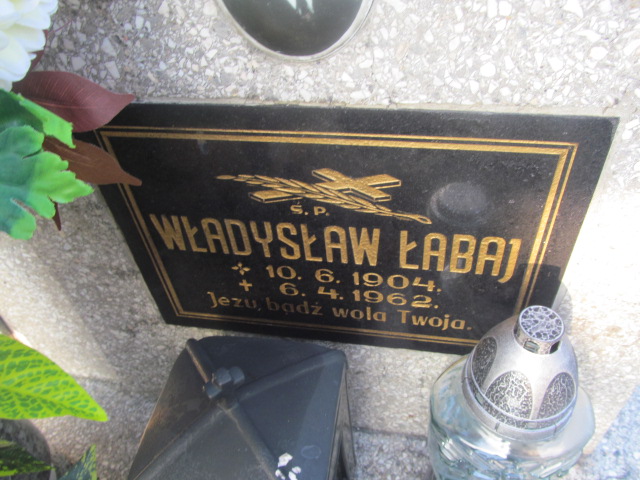 Ś. P.
WŁADYSŁAW ŁABAJ
10. 6. 1904.
+ 6. 4. 1962.
Jezu, bądź wola Twoja.